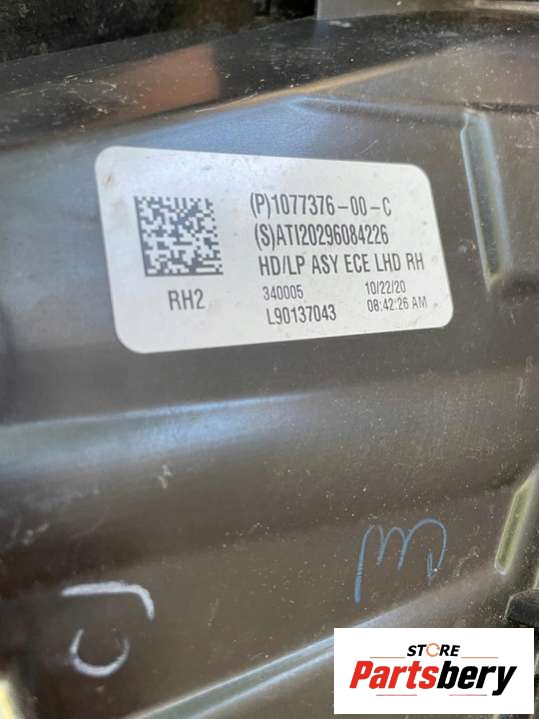 (P)1077376-00-C
(S)ATI20296084226
HD/LP ASY ECE LHD RH
RH2
340005 10/22/20
L90137043 08:42:26 AM
STORE
Partsbery